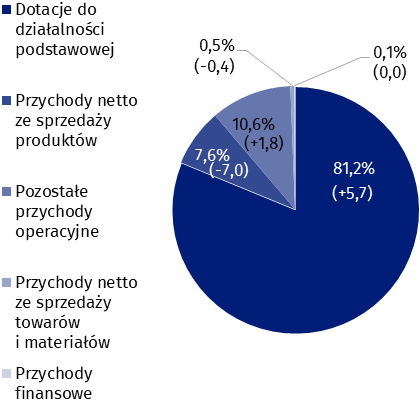 Dotacje do
działalności
podstawowej
Przychody netto
ze sprzedaży
produktów
Pozostałe
przychody
operacyjne
Przychody netto
ze sprzedaży
towarów
i materiałów
Przychody
finansowe
0,5%
(-0,4)
0,1%
(0,0)
10,6%
(+1,8)
7,6%
(-7,0)
81,2%
(+5,7)